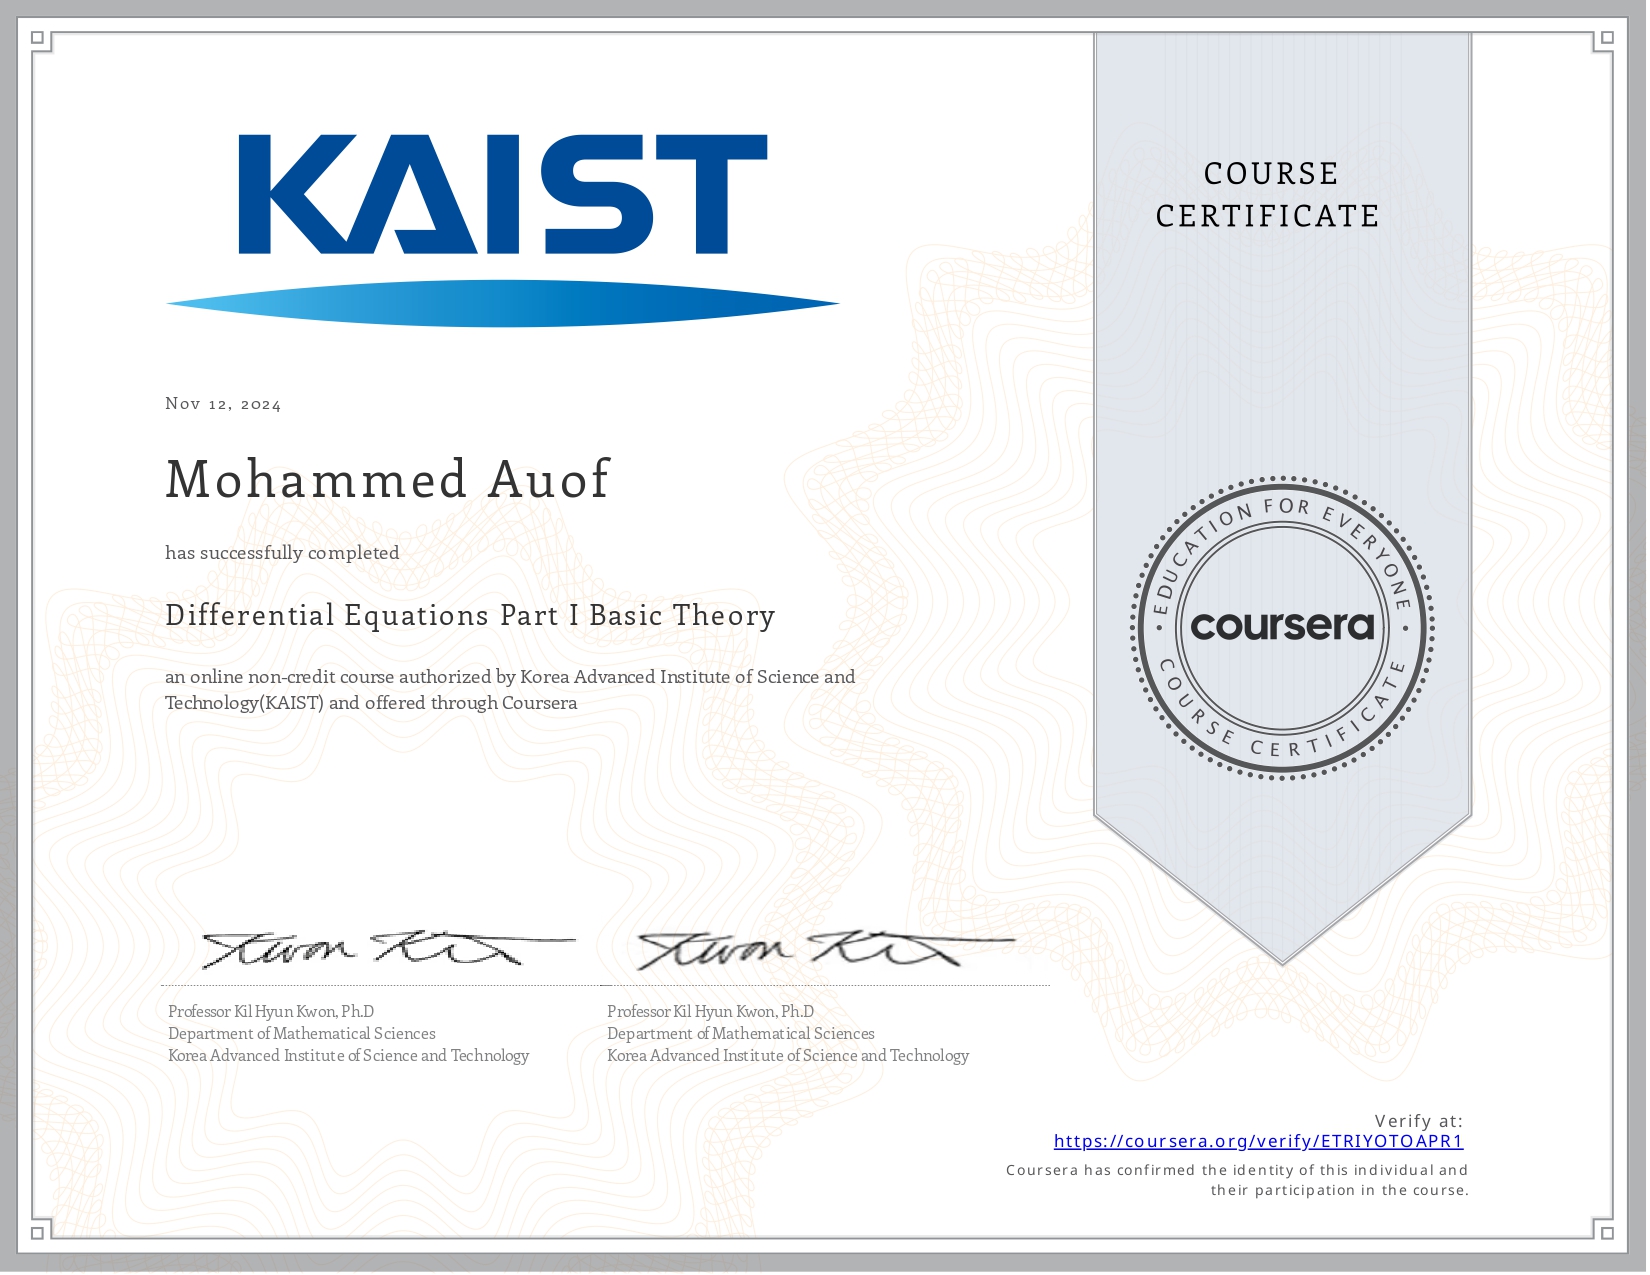 KAIST
COURSE
CERTIFICATE
Nov 12, 2024
Mohammed Auof
has successfully completed
Differential Equations Part I Basic Theory
an online non-credit course authorized by Korea Advanced Institute of Science and
Technology(KAIST) and offered through Coursera
EDUCATION FOR EVERYONE
coursera
COURSE CERTIFICATE
Kwon Kil
Kwon Kil
Professor Kil Hyun Kwon, Ph.D
Department of Mathematical Sciences
Korea Advanced Institute of Science and Technology
Professor Kil Hyun Kwon, Ph.D
Department of Mathematical Sciences
Korea Advanced Institute of Science and Technology
Verify at:
https://coursera.org/verify/ETRIYOTOAPR1
Coursera has confirmed the identity of this individual and
their participation in the course.